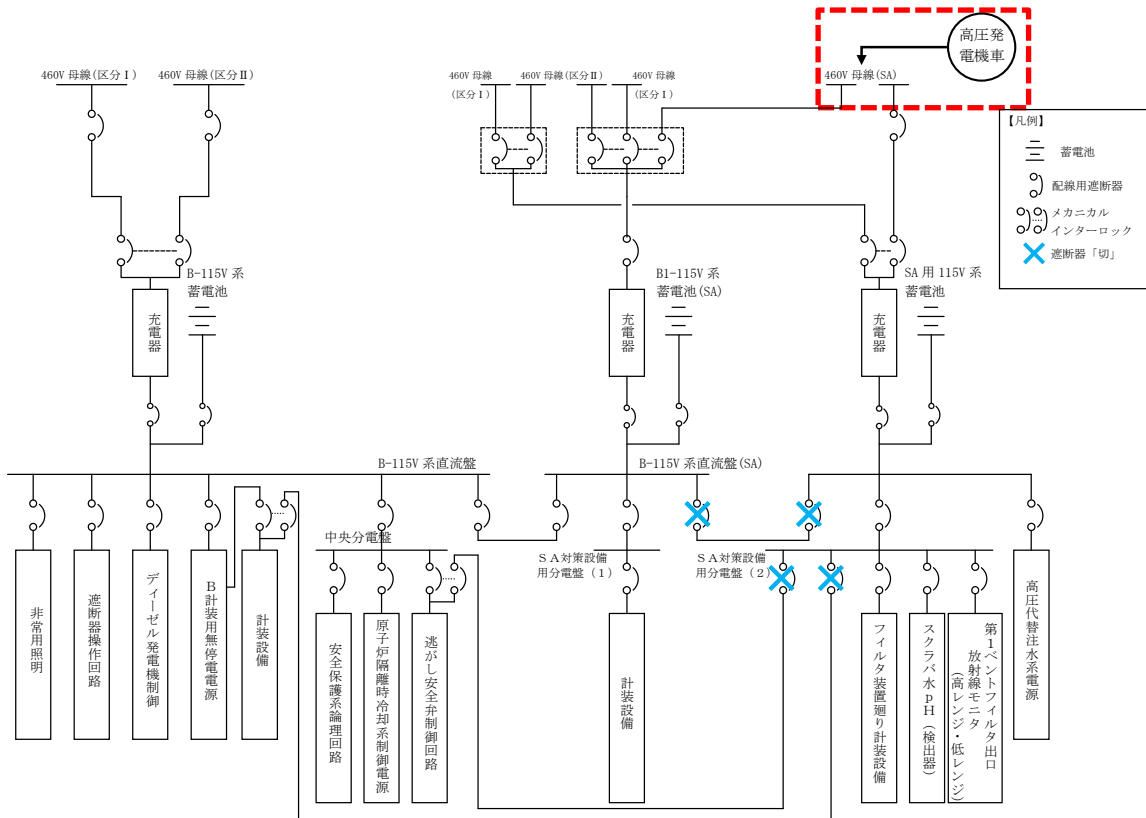 高圧発
電機車
460V 母線(区分Ⅰ)
460V 母線(区分Ⅱ)
460V 母線
(区分Ⅰ)
460V 母線(区分Ⅱ)
460V 母線
(区分Ⅰ)
460V 母線(SA)
【凡例】
蓄電池
配線用遮断器
メカニカル
インターロック
遮断器「切」
B-115V 系
蓄電池
B1-115V 系
蓄電池(SA)
SA 用 115V 系
蓄電池
充電器
充電器
充電器
B-115V 系直流盤
B-115V 系直流盤(SA)
中央分電盤
ＳＡ対策設備
用分電盤（１）
ＳＡ対策設備
用分電盤（２）
非常用照明
遮断器操作回路
ディーゼル発電機制御
Ｂ計装用無停電電源
計装設備
安全保護系論理回路
原子炉隔離時冷却系制御電源
逃がし安全弁制御回路
計装設備
フィルタ装置廻り計装設備
スクラバ水ｐＨ（検出器）
第１ベントフィルタ出口
放射線モニタ
（高レンジ・低レンジ）
高圧代替注水系電源